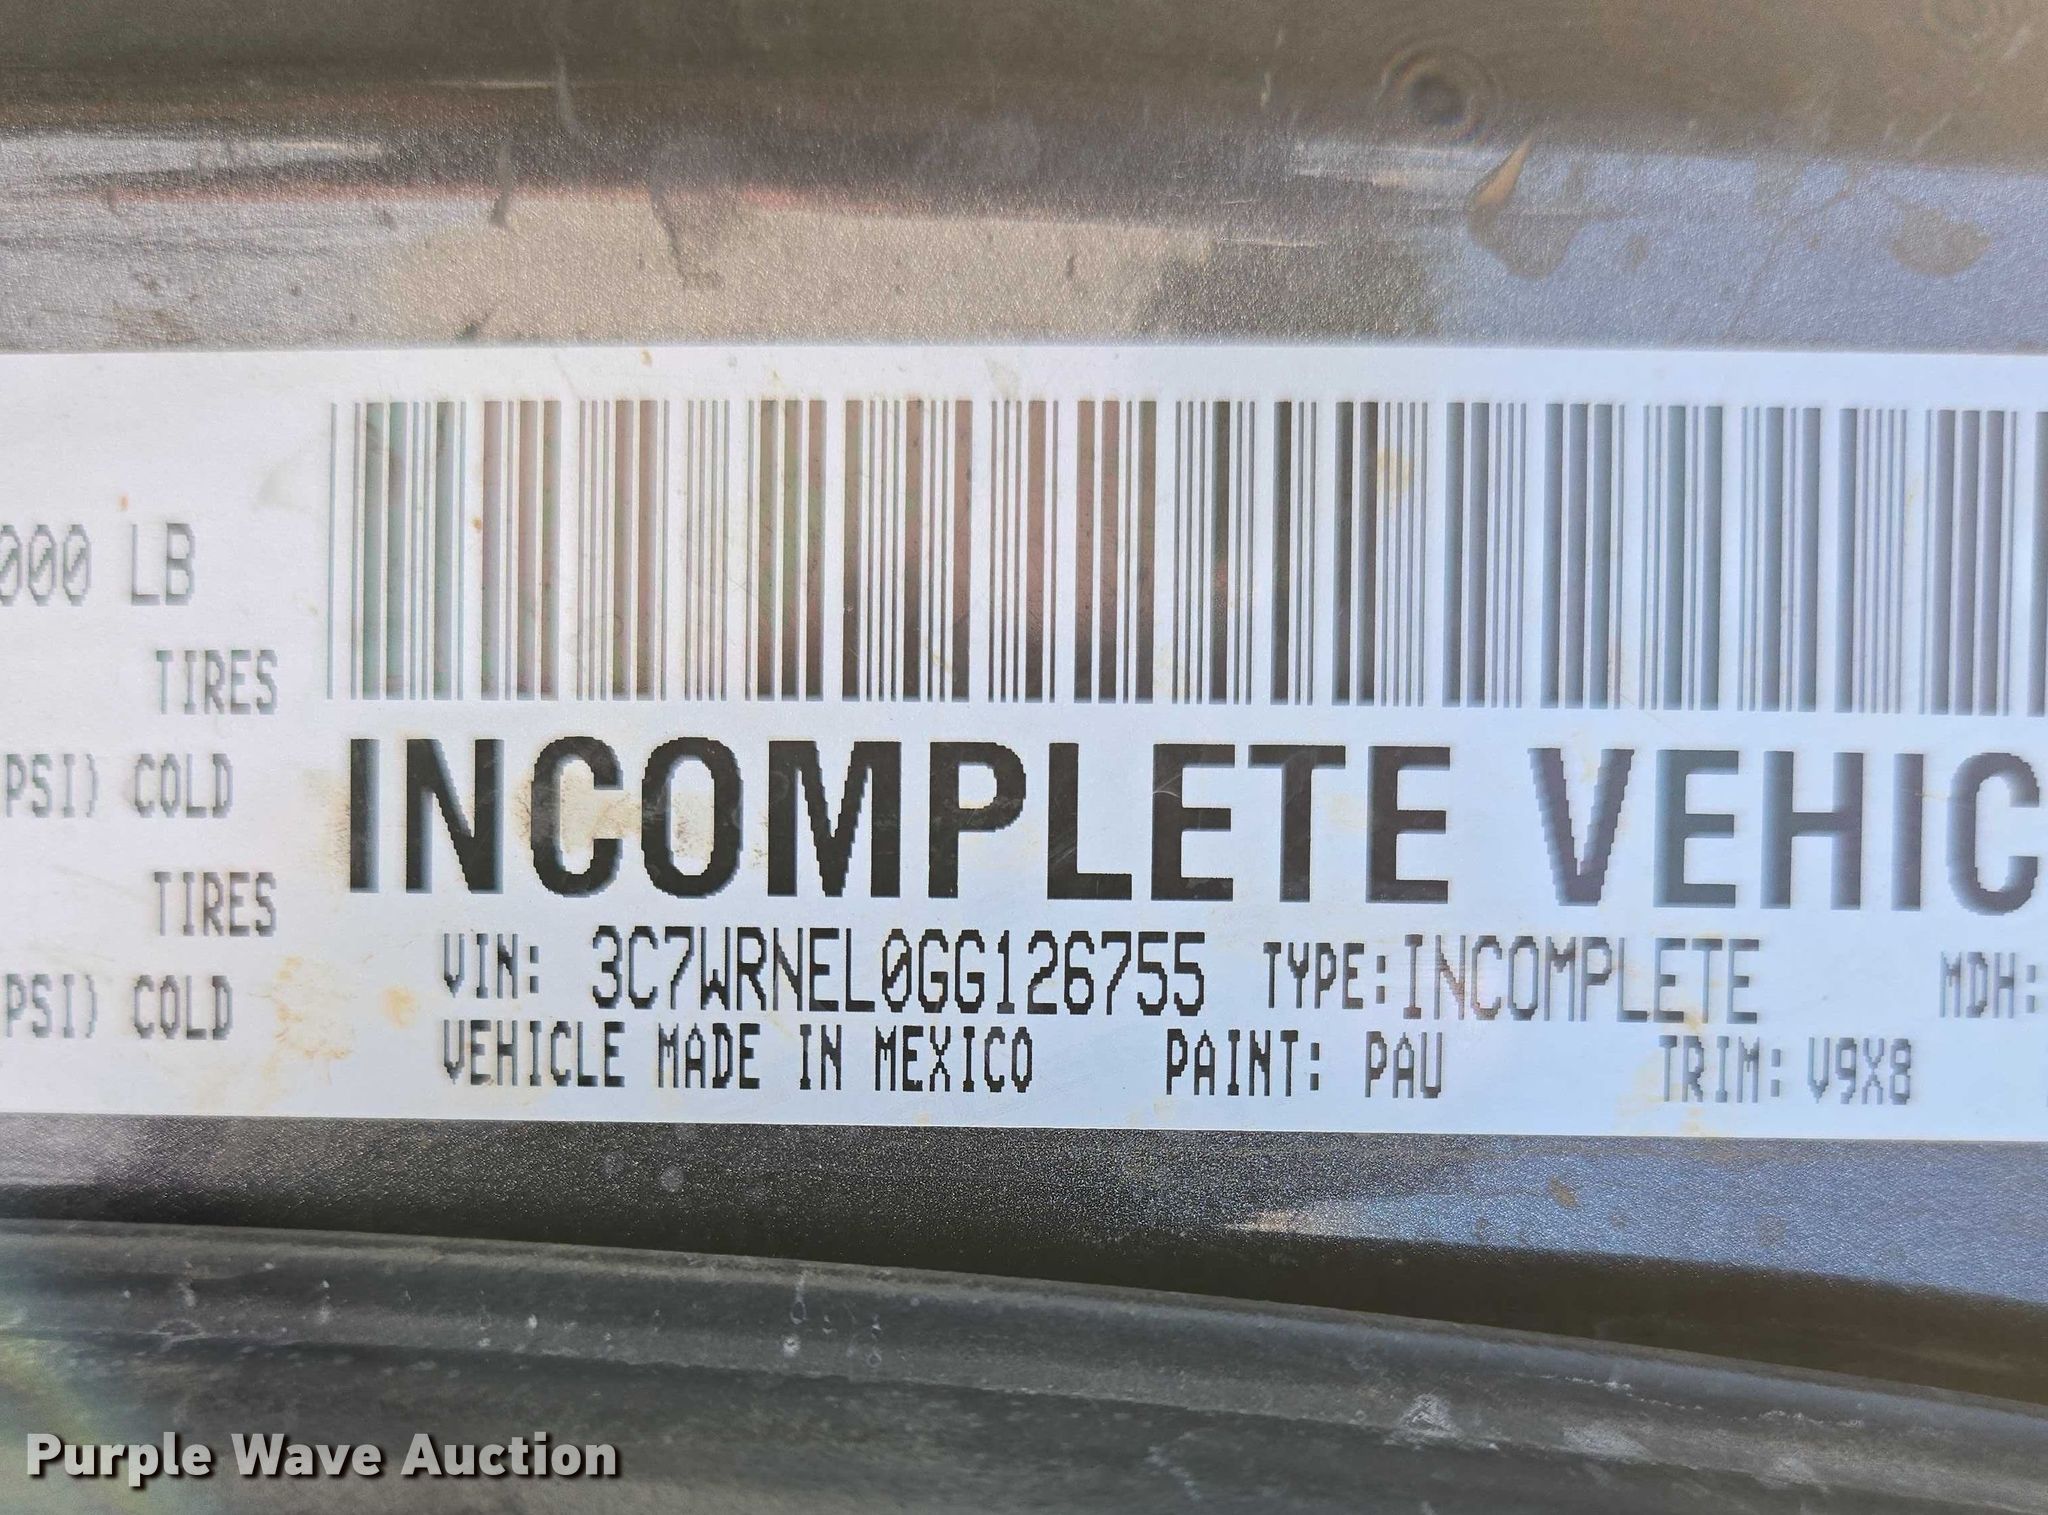 000 LB
TIRES
PSI) COLD
TIRES
PSI) COLD
INCOMPLETE VEHIC
VIN: 3C7WRNEL0GG126755 TYPE: INCOMPLETE MDH:
VEHICLE MADE IN MEXICO PAINT: PAU TRIM: V9X8
Purple Wave Auction